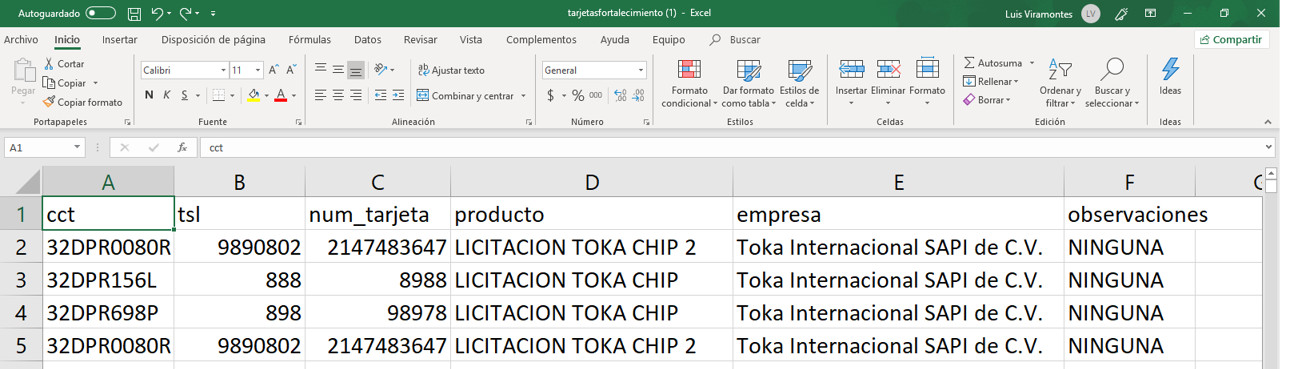 Autoguardado tarjetasfortalecimiento (1) - Excel Luis Viramontes LV
Archivo Inicio Insertar Disposición de página Fórmulas Datos Revisar Vista Complementos Ayuda Equipo Buscar Compartir
Pegar Cortar Copiar Copiar formato
Portapapeles
Calibri 11
N K S A
Fuente
Ajustar texto
Combinar y centrar
Alineación
General
$ % 000
Número
Formato condicional Dar formato como tabla Estilos de celda
Estilos
Insertar Eliminar Formato
Celdas
Autosuma
Rellenar
Borrar
Ordenar y filtrar Buscar y seleccionar
Edición
Ideas
Ideas
A1 fx cct
A B C D E F
1 cct tsl num_tarjeta producto empresa observaciones
2 32DPR0080R 9890802 2147483647 LICITACION TOKA CHIP 2 Toka Internacional SAPI de C.V. NINGUNA
3 32DPR156L 888 8988 LICITACION TOKA CHIP Toka Internacional SAPI de C.V. NINGUNA
4 32DPR698P 898 98978 LICITACION TOKA CHIP Toka Internacional SAPI de C.V. NINGUNA
5 32DPR0080R 9890802 2147483647 LICITACION TOKA CHIP 2 Toka Internacional SAPI de C.V. NINGUNA